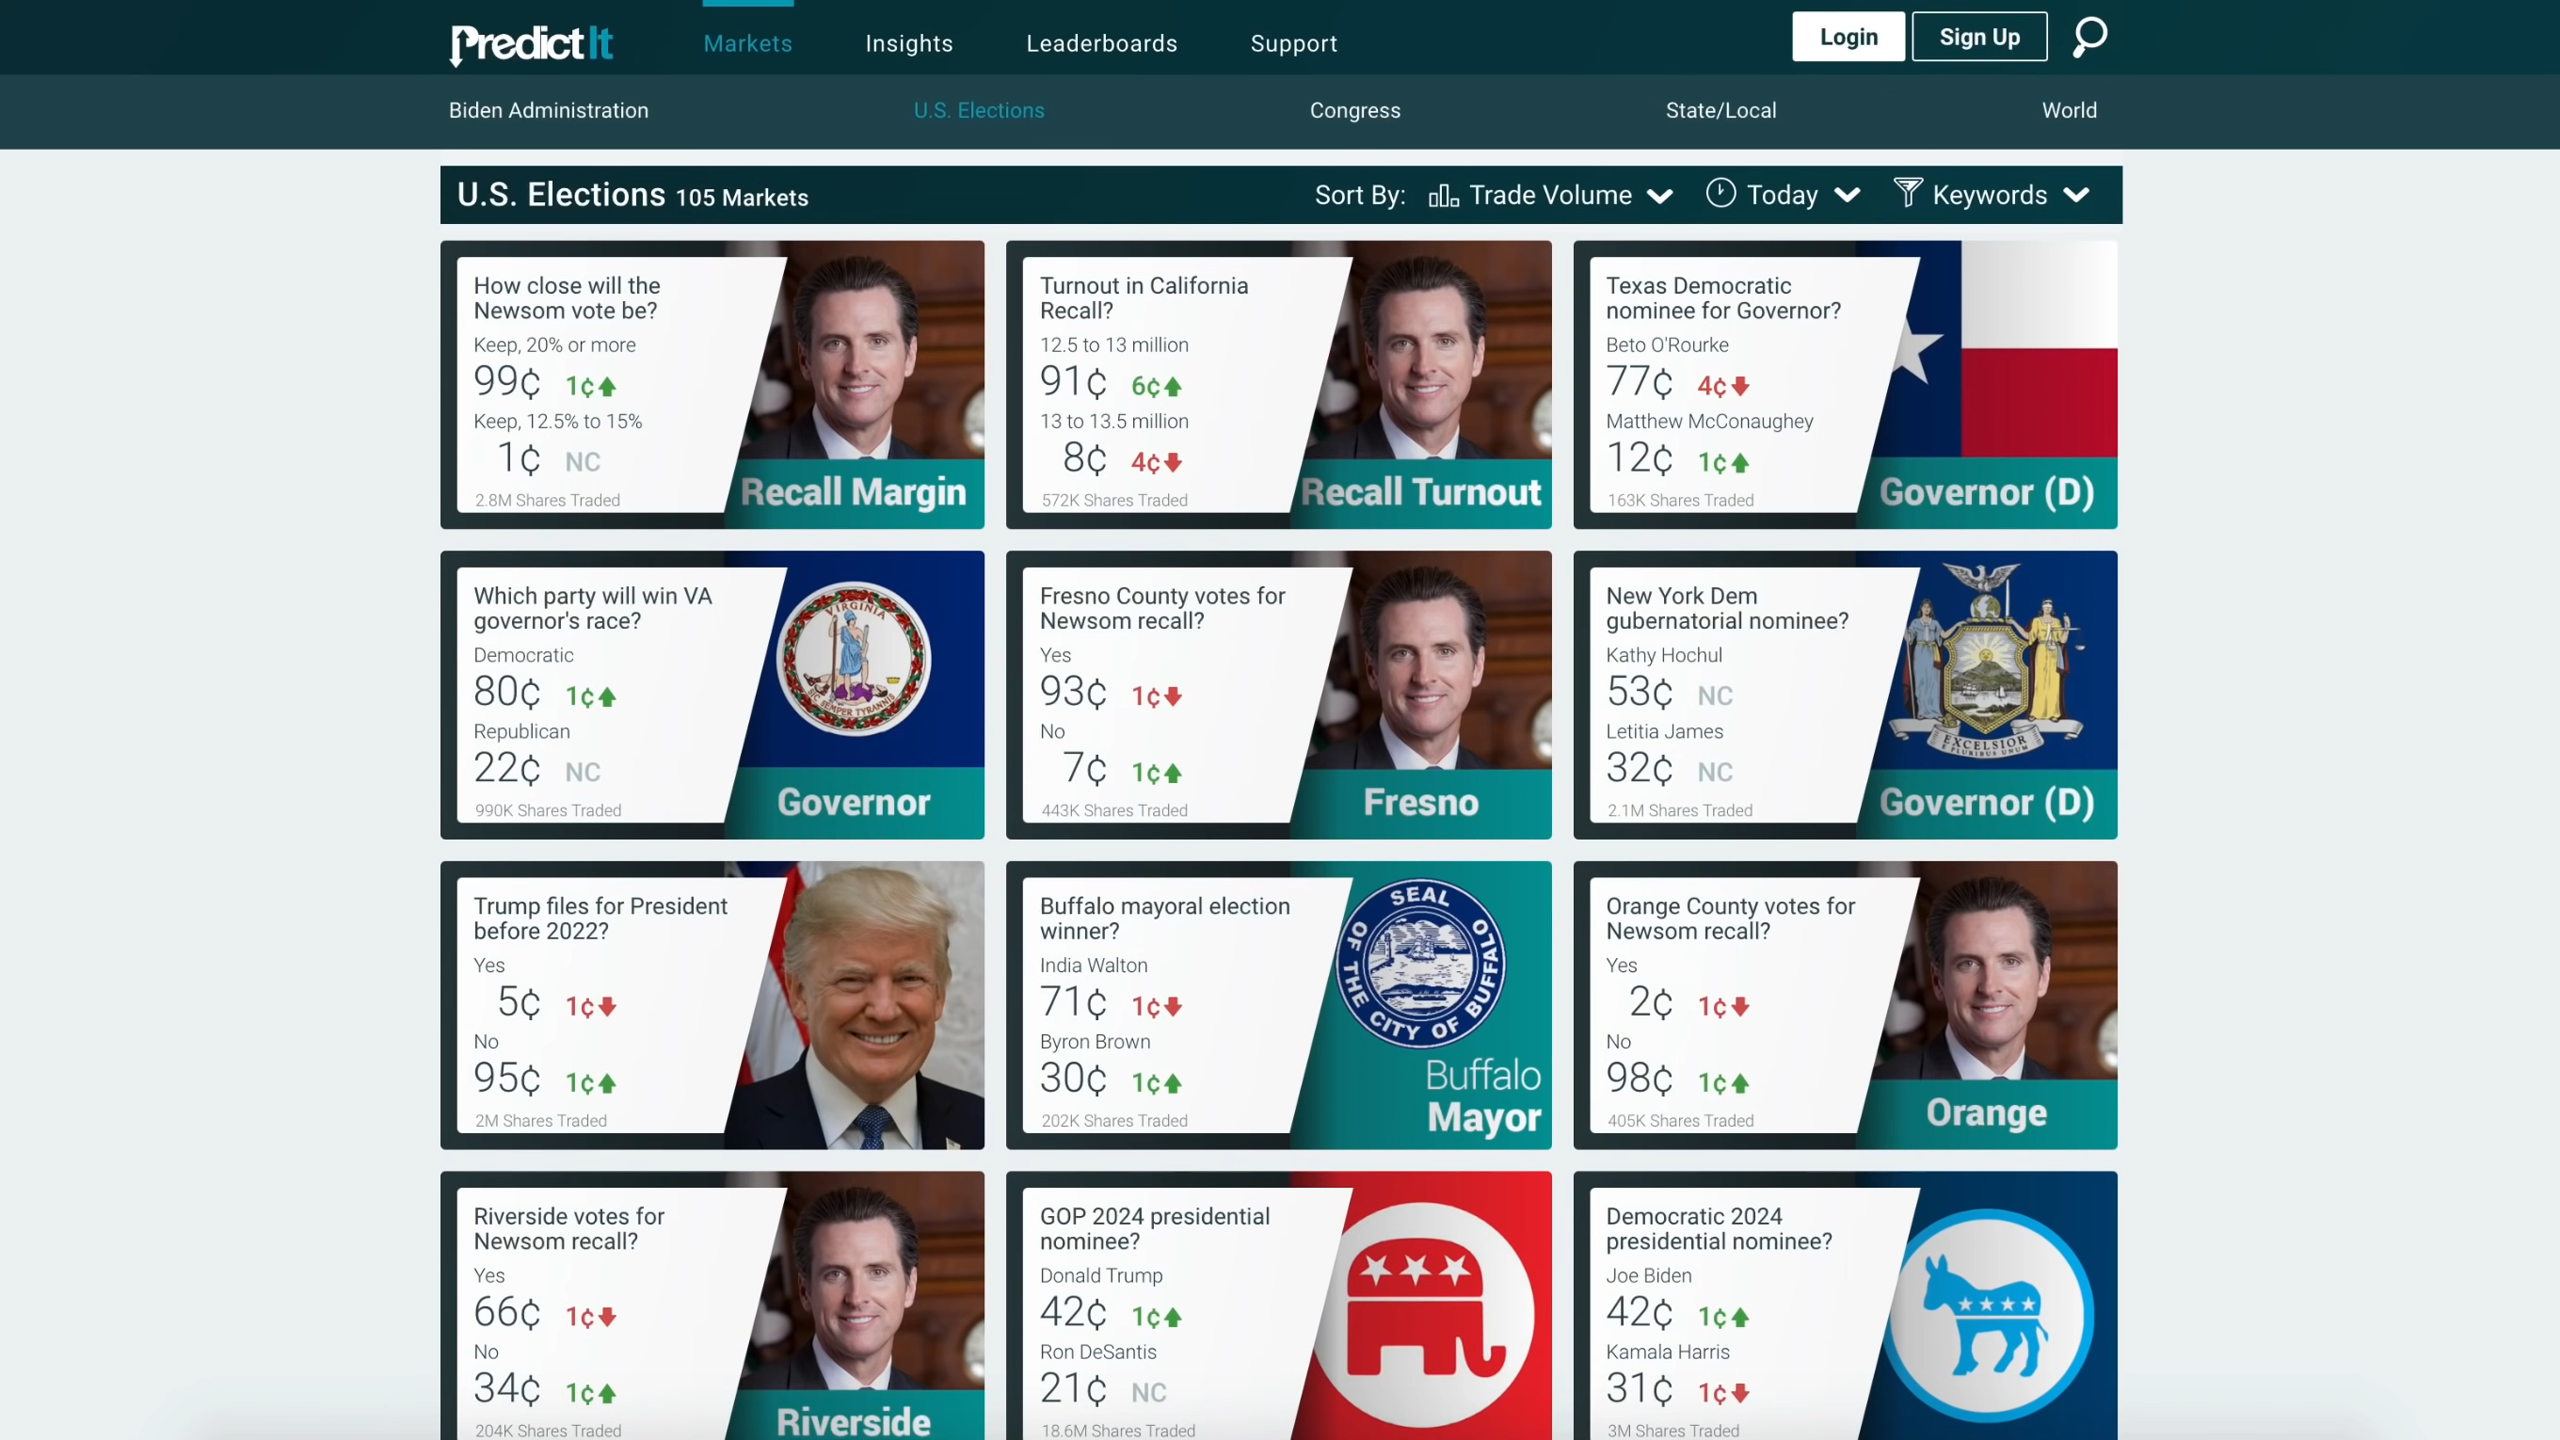 PredictIt
Markets
Insights
Leaderboards
Support
Login
Sign Up
Biden Administration
U.S. Elections
Congress
State/Local
World
U.S. Elections 105 Markets
Sort By: Trade Volume
Today
Keywords
How close will the
Newsom vote be?
Keep, 20% or more
99¢ 1¢
Keep, 12.5% to 15%
1¢ NC
2.8M Shares Traded
Recall Margin
Turnout in California
Recall?
12.5 to 13 million
91¢ 6¢
13 to 13.5 million
8¢ 4¢
572K Shares Traded
Recall Turnout
Texas Democratic
nominee for Governor?
Beto O'Rourke
77¢ 4¢
Matthew McConaughey
12¢ 1¢
163K Shares Traded
Governor (D)
Which party will win VA
governor's race?
Democratic
80¢ 1¢
Republican
22¢ NC
990K Shares Traded
VIRGINIA
SIC SEMPER TYRANNIS
Governor
Fresno County votes for
Newsom recall?
Yes
93¢ 1¢
No
7¢ 1¢
443K Shares Traded
Fresno
New York Dem
gubernatorial nominee?
Kathy Hochul
53¢ NC
Letitia James
32¢ NC
2.1M Shares Traded
EXCELSIOR
E PLURIBUS UNUM
Governor (D)
Trump files for President
before 2022?
Yes
5¢ 1¢
No
95¢ 1¢
2M Shares Traded
Buffalo mayoral election
winner?
India Walton
71¢ 1¢
Byron Brown
30¢ 1¢
202K Shares Traded
SEAL
OF THE CITY OF BUFFALO
Buffalo
Mayor
Orange County votes for
Newsom recall?
Yes
2¢ 1¢
No
98¢ 1¢
405K Shares Traded
Orange
Riverside votes for
Newsom recall?
Yes
66¢ 1¢
No
34¢ 1¢
204K Shares Traded
Riverside
GOP 2024 presidential
nominee?
Donald Trump
42¢ 1¢
Ron DeSantis
21¢ NC
18.6M Shares Traded
Democratic 2024
presidential nominee?
Joe Biden
42¢ 1¢
Kamala Harris
31¢ 1¢
3M Shares Traded